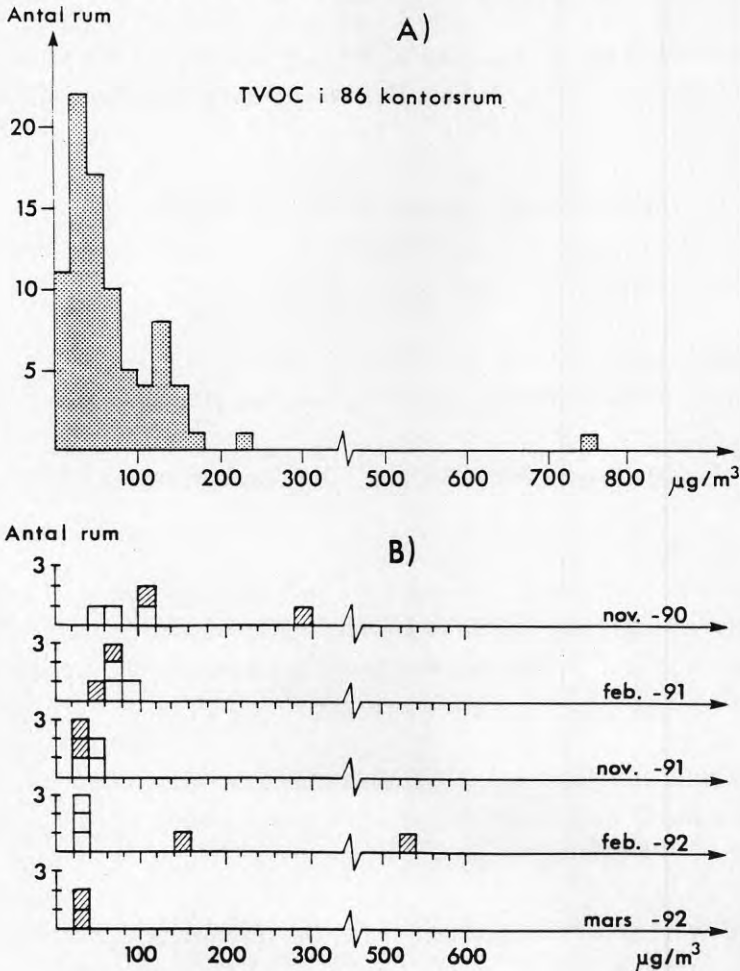 Antal rum
A)
TVOC i 86 kontorsrum
20
15
10
5
100 200 300 400 500 600 700 800 µg/m³
Antal rum
B)
3
nov. -90
3
feb. -91
3
nov. -91
3
feb. -92
3
mars -92
100 200 300 400 500 600 µg/m³